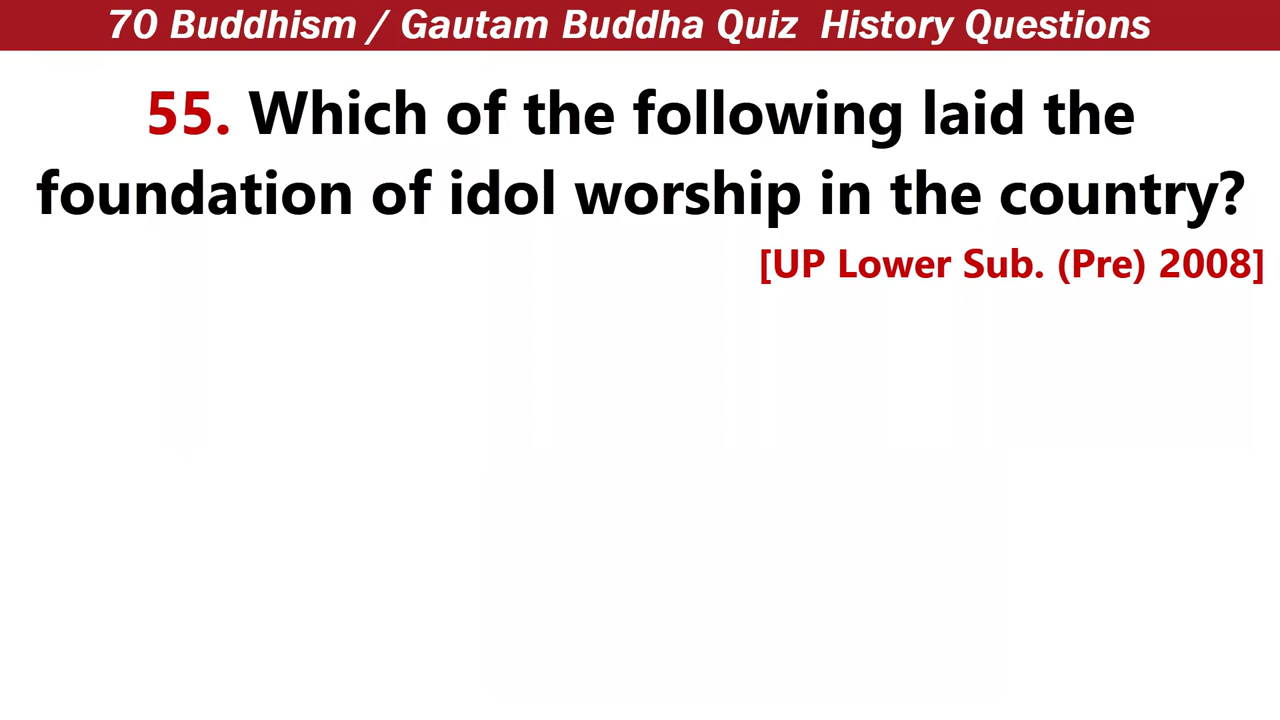 70 Buddhism / Gautam Buddha Quiz History Questions
55. Which of the following laid the
foundation of idol worship in the country?
[UP Lower Sub. (Pre) 2008]